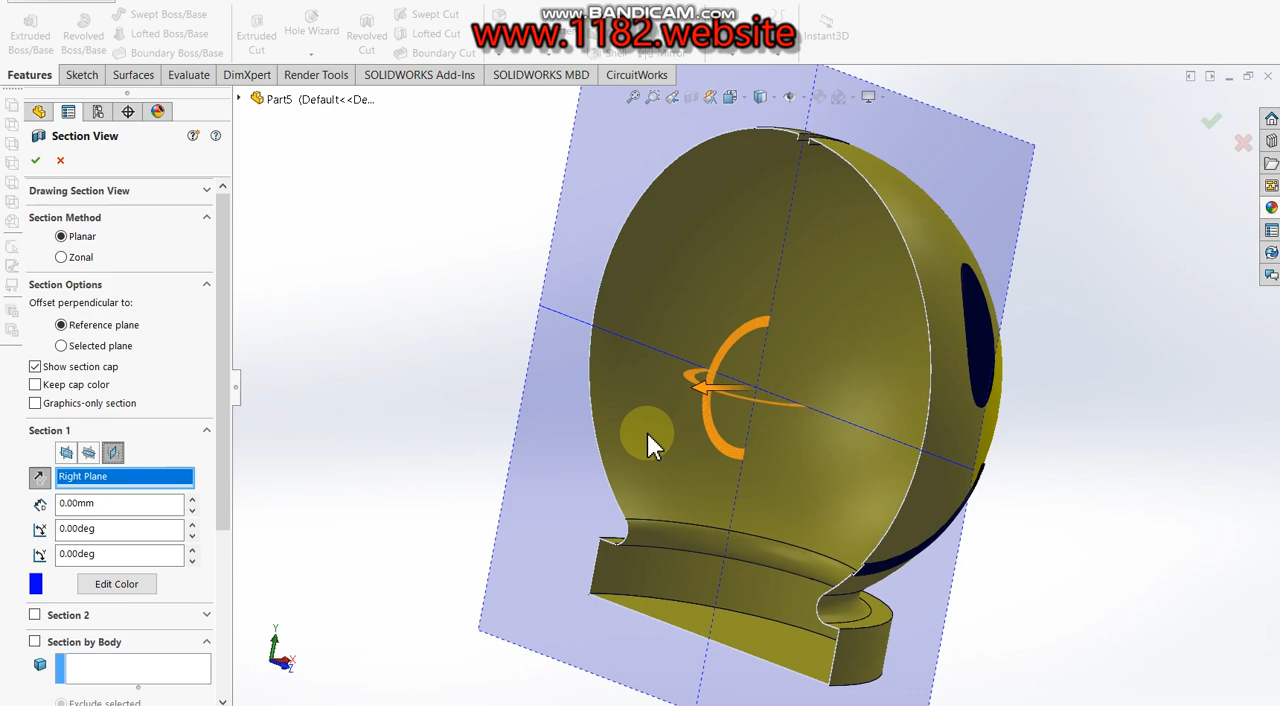 www.BANDICAM.com
www.1182.website
Extruded Boss/Base
Revolved Boss/Base
Swept Boss/Base
Lofted Boss/Base
Boundary Boss/Base
Extruded Cut
Hole Wizard
Revolved Cut
Swept Cut
Lofted Cut
Boundary Cut
Shell
Mirror
Instant3D
Features
Sketch
Surfaces
Evaluate
DimXpert
Render Tools
SOLIDWORKS Add-Ins
SOLIDWORKS MBD
CircuitWorks
Part5 (Default<<De...
Section View
Drawing Section View
Section Method
Planar
Zonal
Section Options
Offset perpendicular to:
Reference plane
Selected plane
Show section cap
Keep cap color
Graphics-only section
Section 1
Right Plane
0.00mm
0.00deg
0.00deg
Edit Color
Section 2
Section by Body
Exclude selected
Y
X
Z